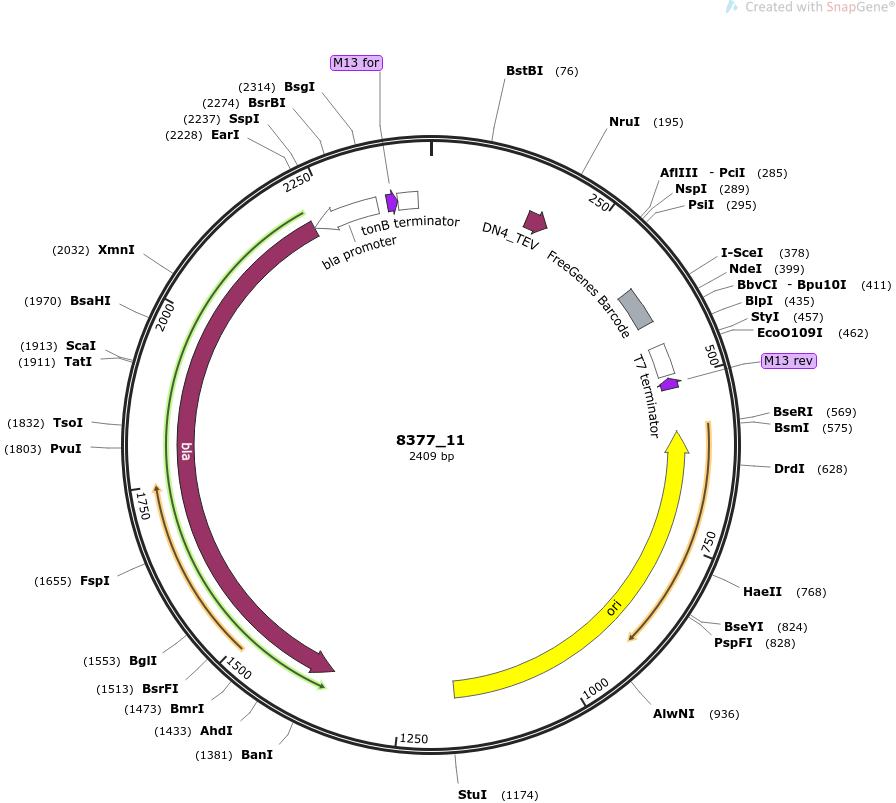 Created with SnapGene®
M13 for
(2314) BsgI
(2274) BsrBI
(2237) SspI
(2228) EarI
BstBI (76)
NruI (195)
AflIII - PciI (285)
NspI (289)
PsiI (295)
2250
250
tonB terminator
bla promoter
DN4_TEV
FreeGenes Barcode
(2032) XmnI
I-SceI (378)
NdeI (399)
BbvCI - Bpu10I (411)
BlpI (435)
StyI (457)
EcoO109I (462)
(1970) BsaHI
2000
(1913) ScaI
(1911) TatI
500
M13 rev
T7 terminator
(1832) TsoI
(1803) PvuI
bla
8377_11
2409 bp
BseRI (569)
BsmI (575)
DrdI (628)
1750
750
(1655) FspI
HaeII (768)
ori
BseYI (824)
PspFI (828)
(1553) BglI
1500
(1513) BsrFI
(1473) BmrI
(1433) AhdI
(1381) BanI
1000
AlwNI (936)
1250
StuI (1174)